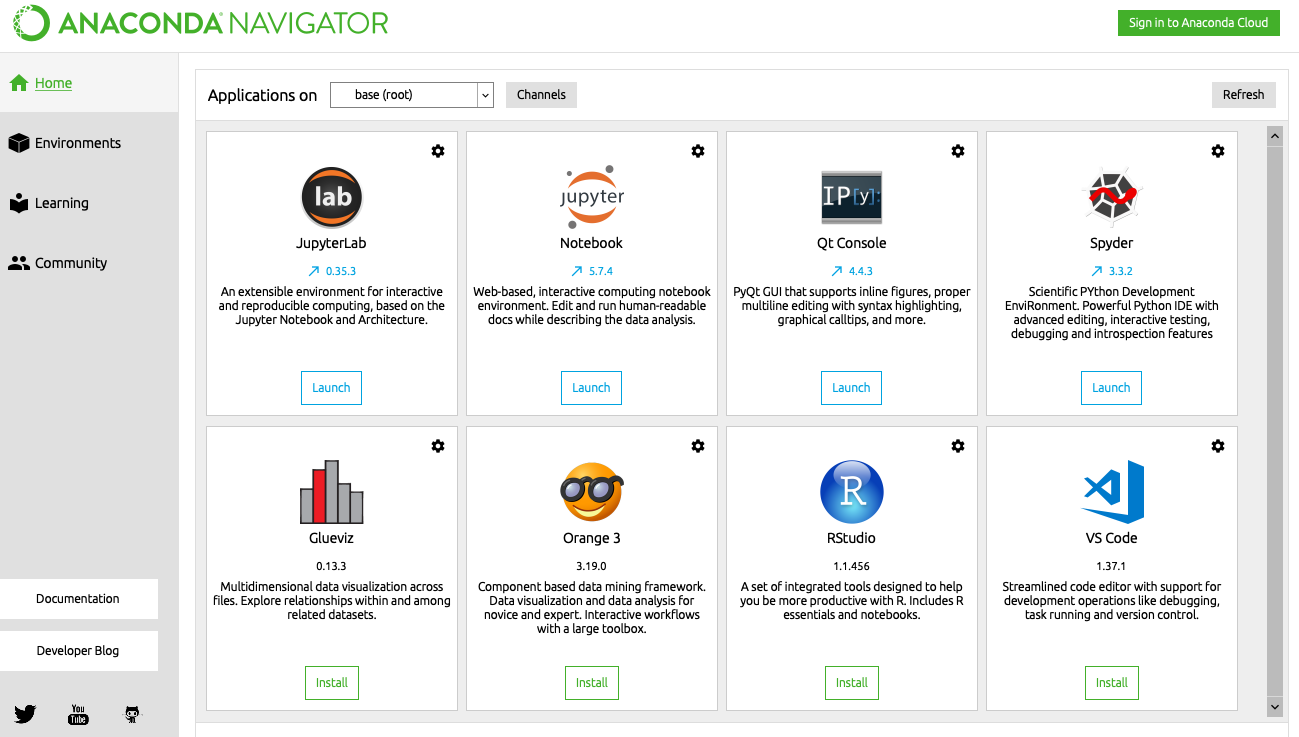 ANACONDA NAVIGATOR
Sign in to Anaconda Cloud
Home
Environments
Learning
Community
Documentation
Developer Blog
You
Tube
Applications on
base (root)
Channels
Refresh
lab
JupyterLab
0.35.3
An extensible environment for interactive
and reproducible computing, based on the
Jupyter Notebook and Architecture.
Launch
jupyter
Notebook
5.7.4
Web-based, interactive computing notebook
environment. Edit and run human-readable
docs while describing the data analysis.
Launch
IP[y]:
Qt Console
4.4.3
PyQt GUI that supports inline figures, proper
multiline editing with syntax highlighting,
graphical calltips, and more.
Launch
Spyder
3.3.2
Scientific PYthon Development
EnviRonment. Powerful Python IDE with
advanced editing, interactive testing,
debugging and introspection features
Launch
Glueviz
0.13.3
Multidimensional data visualization across
files. Explore relationships within and among
related datasets.
Install
Orange 3
3.19.0
Component based data mining framework.
Data visualization and data analysis for
novice and expert. Interactive workflows
with a large toolbox.
Install
R
RStudio
1.1.456
A set of integrated tools designed to help
you be more productive with R. Includes R
essentials and notebooks.
Install
VS Code
1.37.1
Streamlined code editor with support for
development operations like debugging,
task running and version control.
Install